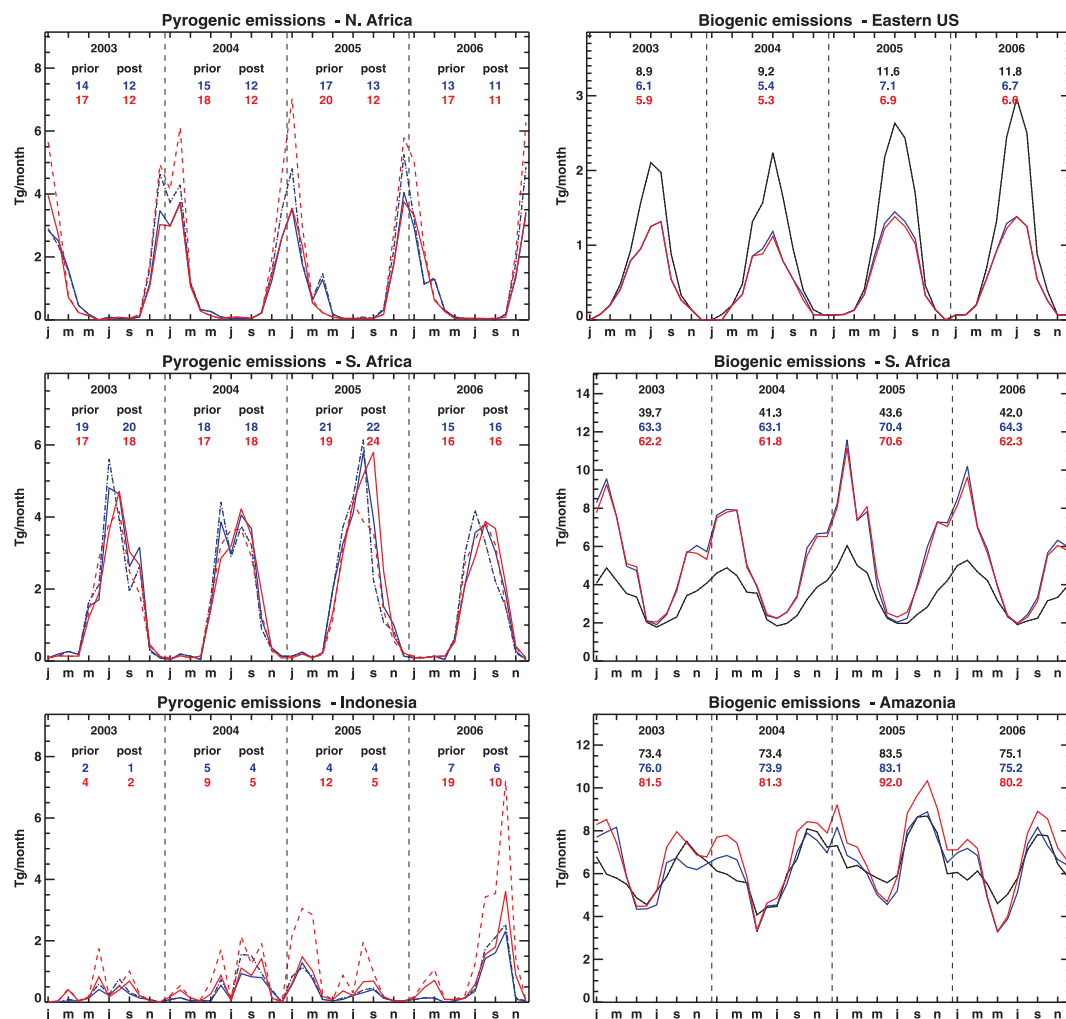 Pyrogenic emissions - N. Africa
2003 2004 2005 2006
prior post prior post prior post prior post
14 12 15 12 17 13 13 11
17 12 18 12 20 12 17 11
8
6
4
2
0
Tg/month
j m m j s n j m m j s n j m m j s n j m m j s n
Biogenic emissions - Eastern US
2003 2004 2005 2006
8.9 9.2 11.6 11.8
6.1 5.4 7.1 6.7
5.9 5.3 6.9 6.6
3
2
1
0
Tg/month
j m m j s n j m m j s n j m m j s n j m m j s n
Pyrogenic emissions - S. Africa
2003 2004 2005 2006
prior post prior post prior post prior post
19 20 18 18 21 22 15 16
17 18 17 18 19 24 16 16
8
6
4
2
0
Tg/month
j m m j s n j m m j s n j m m j s n j m m j s n
Biogenic emissions - S. Africa
2003 2004 2005 2006
39.7 41.3 43.6 42.0
63.3 63.1 70.4 64.3
62.2 61.8 70.6 62.3
14
12
10
8
6
4
2
0
Tg/month
j m m j s n j m m j s n j m m j s n j m m j s n
Pyrogenic emissions - Indonesia
2003 2004 2005 2006
prior post prior post prior post prior post
2 1 5 4 4 4 7 6
4 2 9 5 12 5 19 10
8
6
4
2
0
Tg/month
j m m j s n j m m j s n j m m j s n j m m j s n
Biogenic emissions - Amazonia
2003 2004 2005 2006
73.4 73.4 83.5 75.1
76.0 73.9 83.1 75.2
81.5 81.3 92.0 80.2
12
10
8
6
4
2
0
Tg/month
j m m j s n j m m j s n j m m j s n j m m j s n